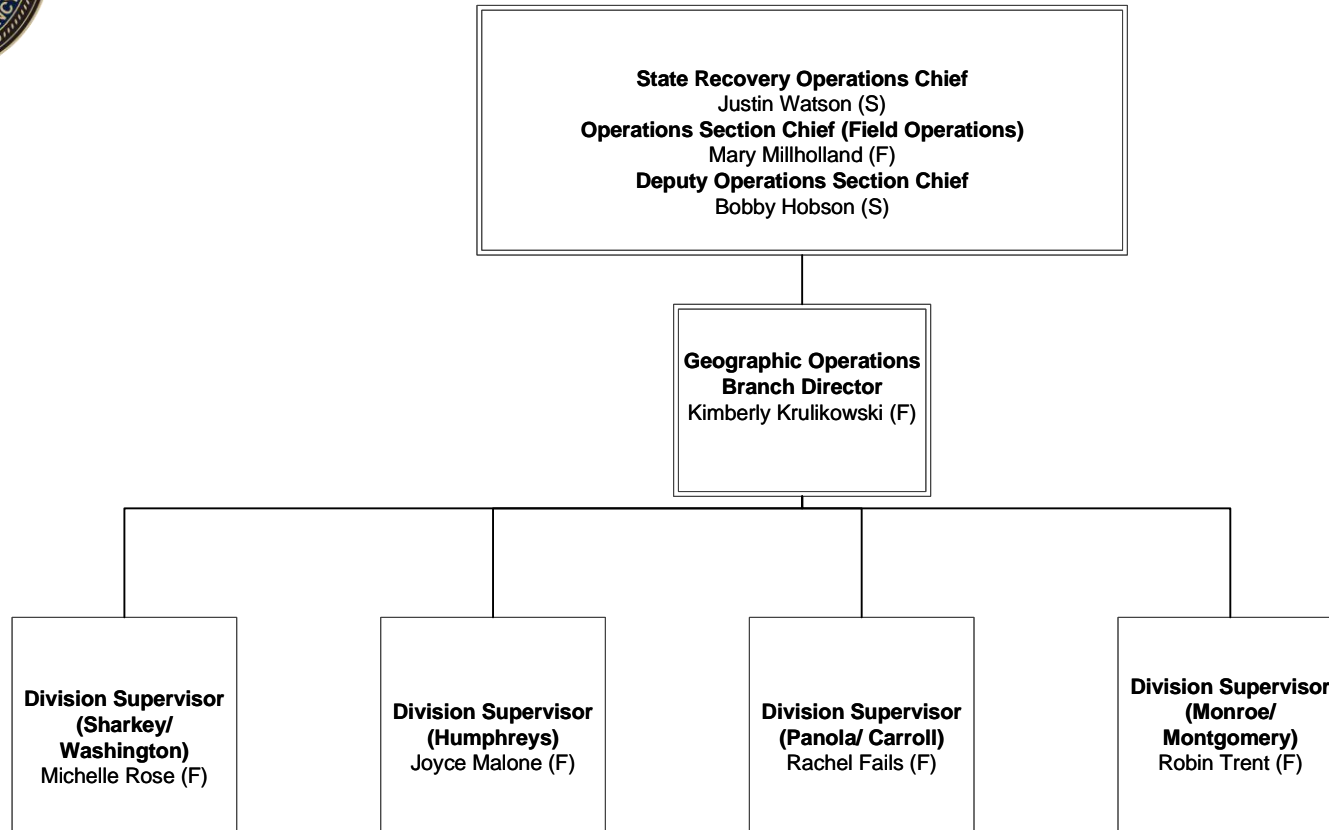 State Recovery Operations Chief
Justin Watson (S)
Operations Section Chief (Field Operations)
Mary Millholland (F)
Deputy Operations Section Chief
Bobby Hobson (S)
Geographic Operations
Branch Director
Kimberly Krulikowski (F)
Division Supervisor
(Sharkey/
Washington)
Michelle Rose (F)
Division Supervisor
(Humphreys)
Joyce Malone (F)
Division Supervisor
(Panola/ Carroll)
Rachel Fails (F)
Division Supervisor
(Monroe/
Montgomery)
Robin Trent (F)